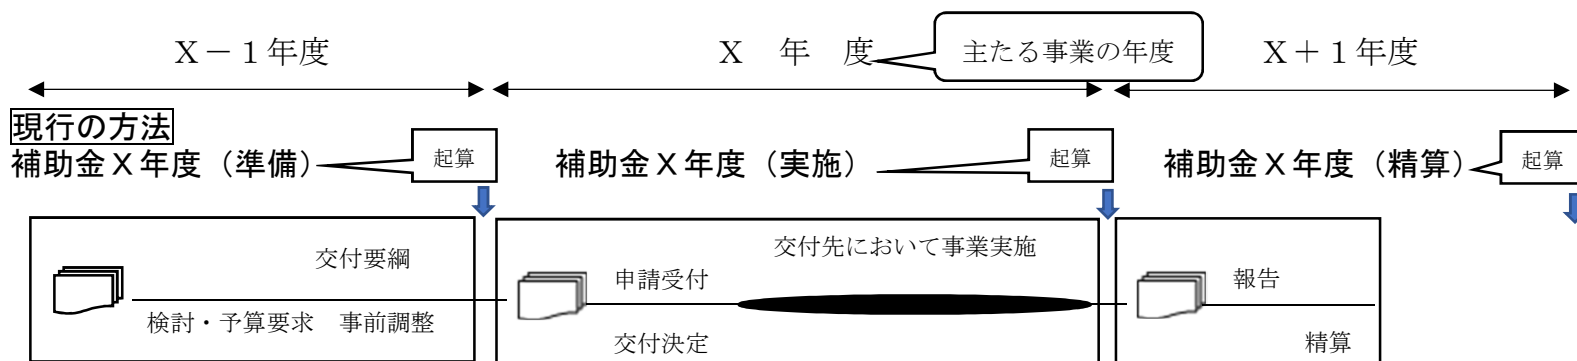 X－1年度
X 年 度
主たる事業の年度
X＋1年度
現行の方法
補助金X年度（準備）
起算
補助金X年度（実施）
起算
補助金X年度（精算）
起算
交付要綱
検討・予算要求 事前調整
申請受付
交付決定
交付先において事業実施
報告
精算